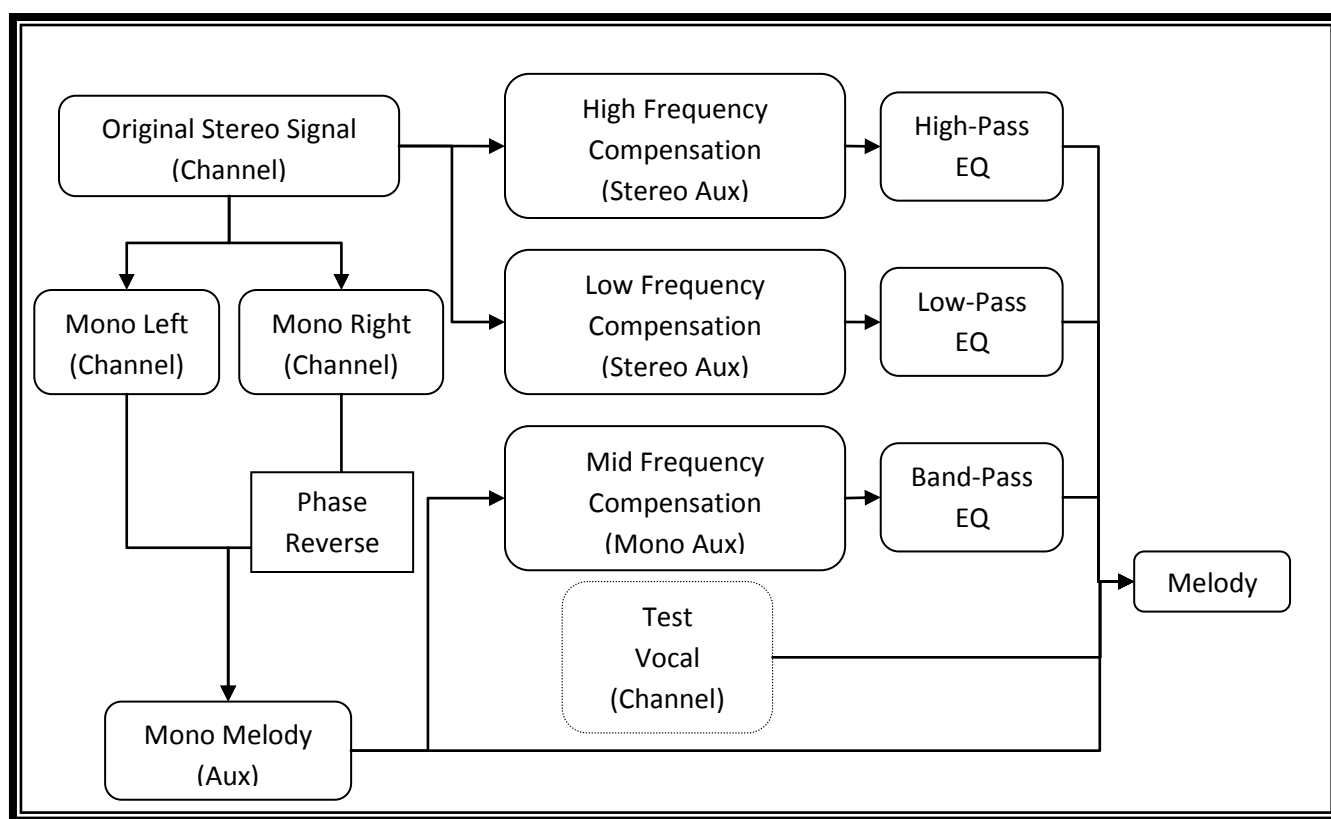 Original Stereo Signal
(Channel)
High Frequency
Compensation
(Stereo Aux)
High-Pass
EQ
Mono Left
(Channel)
Mono Right
(Channel)
Low Frequency
Compensation
(Stereo Aux)
Low-Pass
EQ
Phase
Reverse
Mid Frequency
Compensation
(Mono Aux)
Band-Pass
EQ
Melody
Test
Vocal
(Channel)
Mono Melody
(Aux)